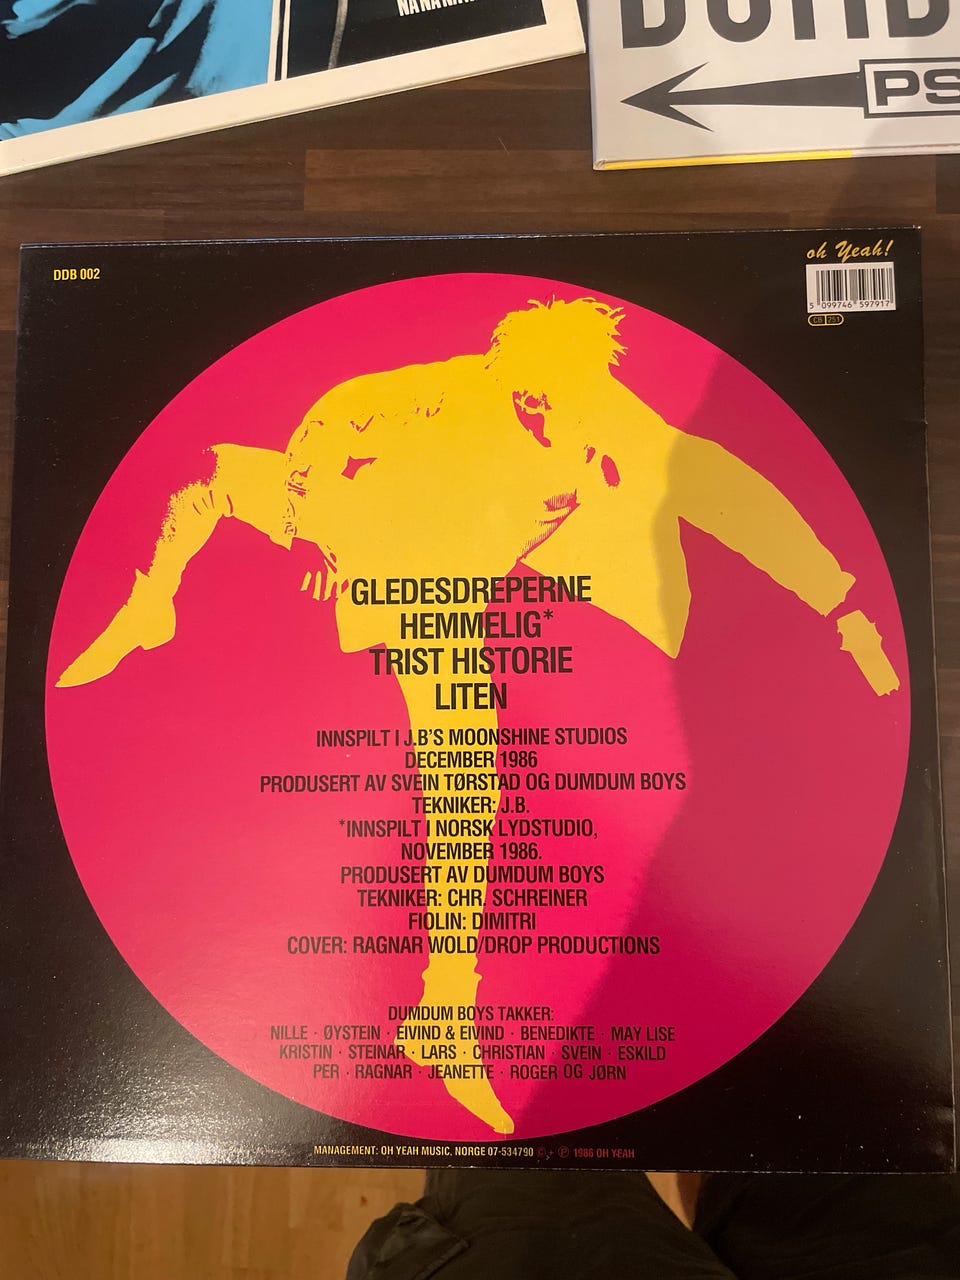 PS
DDB 002
oh Yeah!
5 099746 597917
CB 251
GLEDESDREPERNE
HEMMELIG*
TRIST HISTORIE
LITEN
INNSPILT I J.B'S MOONSHINE STUDIOS
DECEMBER 1986
PRODUSERT AV SVEIN TØRSTAD OG DUMDUM BOYS
TEKNIKER: J.B.
*INNSPILT I NORSK LYDSTUDIO,
NOVEMBER 1986.
PRODUSERT AV DUMDUM BOYS
TEKNIKER: CHR. SCHREINER
FIOLIN: DIMITRI
COVER: RAGNAR WOLD/DROP PRODUCTIONS
DUMDUM BOYS TAKKER:
NILLE · ØYSTEIN · EIVIND & EIVIND · BENEDIKTE · MAY LISE
KRISTIN · STEINAR · LARS · CHRISTIAN · SVEIN · ESKILD
PER · RAGNAR · JEANETTE · ROGER OG JØRN
MANAGEMENT: OH YEAH MUSIC, NORGE 07-534790 © + ℗ 1986 OH YEAH